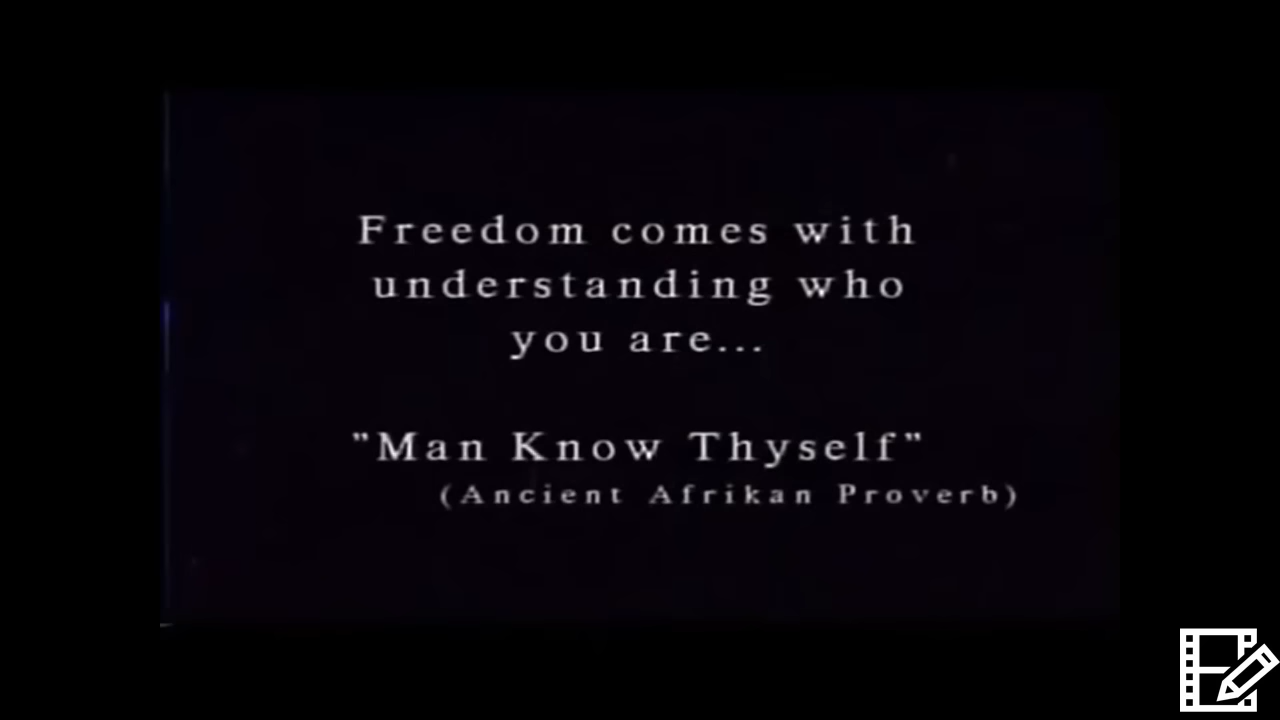 Freedom comes with
understanding who
you are...
"Man Know Thyself"
(Ancient Afrikan Proverb)